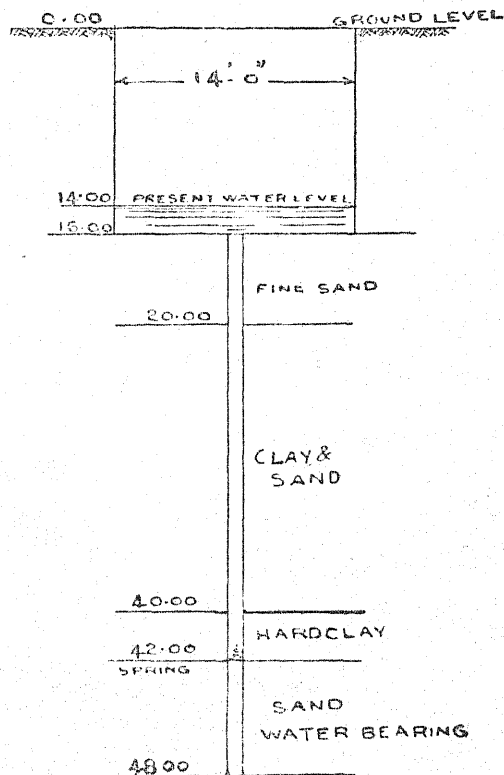 0.00 GROUND LEVEL
14'-0"
14.00 PRESENT WATER LEVEL
15.00
FINE SAND
20.00
CLAY &
SAND
40.00
HARDCLAY
42.00
SPRING
SAND
WATER BEARING
48.00